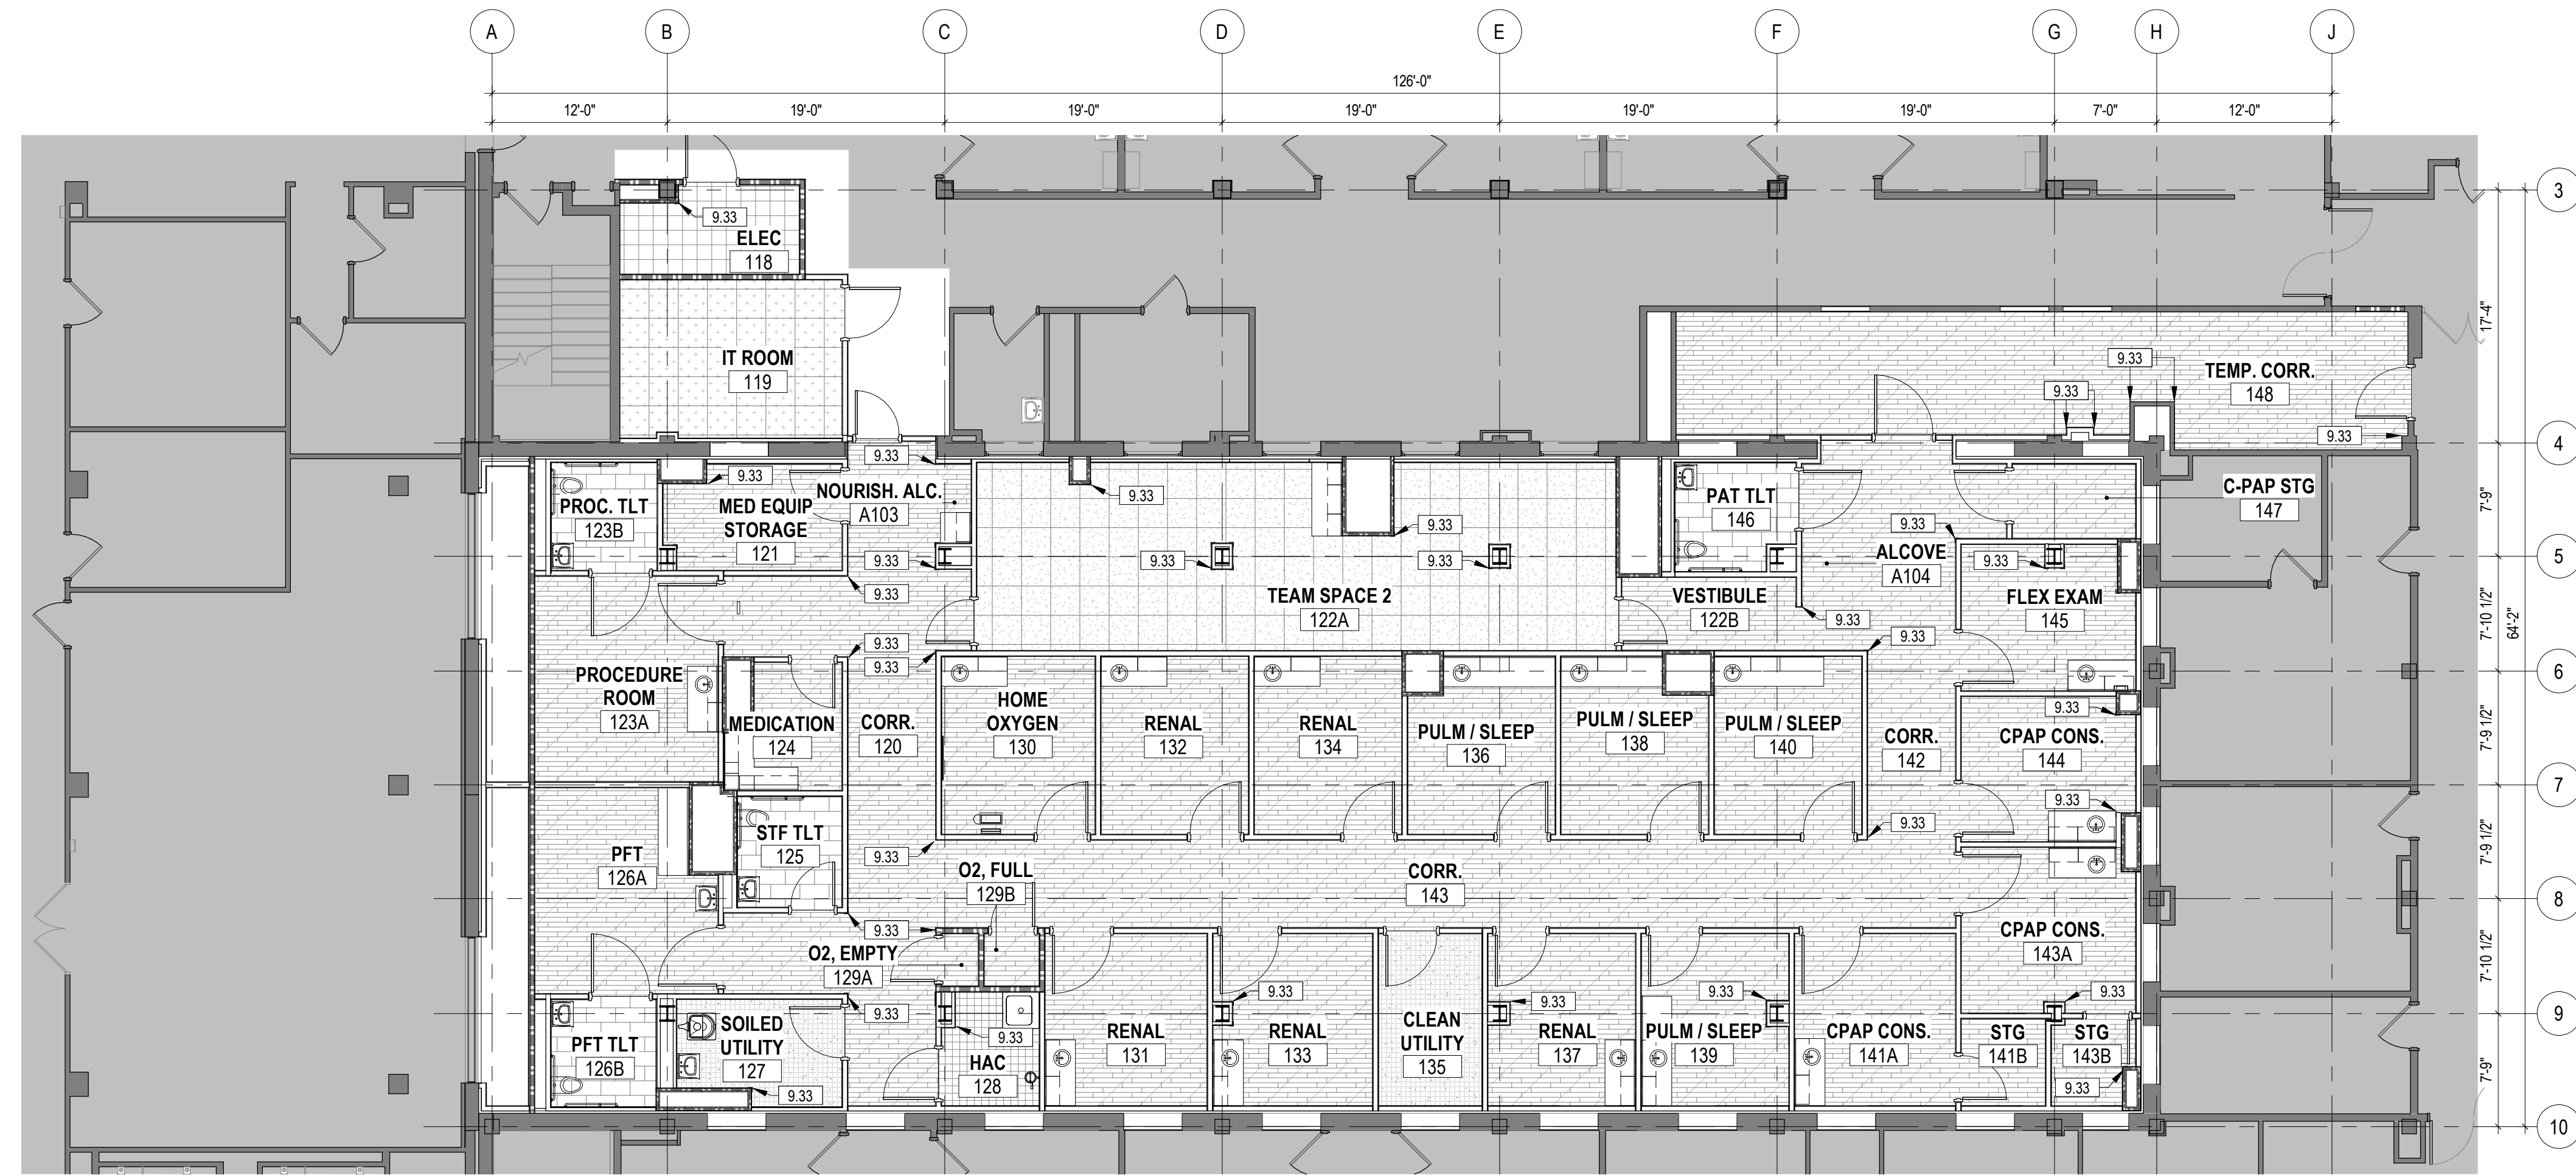 A B C D E F G H J
126'-0"
12'-0" 19'-0" 19'-0" 19'-0" 19'-0" 19'-0" 7'-0" 12'-0"
3
9.33
ELEC
118
17'-4"
IT ROOM
119
9.33
TEMP. CORR.
148
9.33
9.33
4
9.33
9.33
PROC. TLT
123B
MED EQUIP
STORAGE
121
NOURISH. ALC.
A103
9.33
9.33
PAT TLT
146
C-PAP STG
147
7'-9"
9.33
9.33
9.33
9.33
ALCOVE
A104
9.33
5
9.33
TEAM SPACE 2
122A
VESTIBULE
122B
9.33
FLEX EXAM
145
7'-10 1/2"
64'-2"
9.33
9.33
9.33
6
PROCEDURE
ROOM
123A
MEDICATION
124
CORR.
120
HOME
OXYGEN
130
RENAL
132
RENAL
134
PULM / SLEEP
136
PULM / SLEEP
138
PULM / SLEEP
140
CORR.
142
9.33
CPAP CONS.
144
7'-9 1/2"
7
9.33
9.33
STF TLT
125
PFT
126A
9.33
7'-9 1/2"
O2, FULL
129B
CORR.
143
8
9.33
O2, EMPTY
129A
CPAP CONS.
143A
7'-10 1/2"
9.33
9.33
9.33
9.33
9.33
9.33
9
PFT TLT
126B
SOILED
UTILITY
127
HAC
128
RENAL
131
RENAL
133
CLEAN
UTILITY
135
RENAL
137
PULM / SLEEP
139
CPAP CONS.
141A
STG
141B
STG
143B
7'-9"
9.33
9.33
10